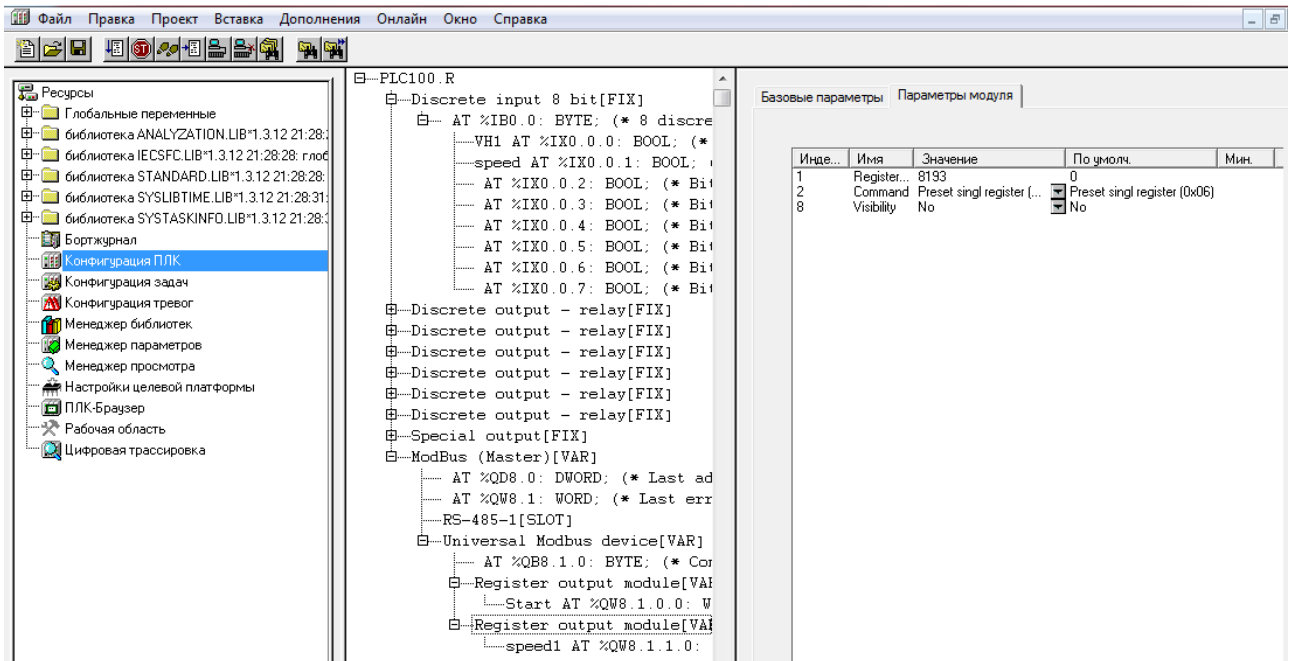 Файл Правка Проект Вставка Дополнения Онлайн Окно Справка
Ресурсы
Глобальные переменные
библиотека ANALYZATION.LIB*1.3.12 21:28:
библиотека IECSFC.LIB*1.3.12 21:28:28: глоб
библиотека STANDARD.LIB*1.3.12 21:28:28:
библиотека SYSLIBTIME.LIB*1.3.12 21:28:31:
библиотека SYSTASKINFO.LIB*1.3.12 21:28:
Бортжурнал
Конфигурация ПЛК
Конфигурация задач
Конфигурация тревог
Менеджер библиотек
Менеджер параметров
Менеджер просмотра
Настройки целевой платформы
ПЛК-Браузер
Рабочая область
Цифровая трассировка
PLC100.R
Discrete input 8 bit[FIX]
AT %IB0.0: BYTE; (* 8 discre
VH1 AT %IX0.0.0: BOOL; (*
speed AT %IX0.0.1: BOOL;
AT %IX0.0.2: BOOL; (* Bit
AT %IX0.0.3: BOOL; (* Bit
AT %IX0.0.4: BOOL; (* Bit
AT %IX0.0.5: BOOL; (* Bit
AT %IX0.0.6: BOOL; (* Bit
AT %IX0.0.7: BOOL; (* Bit
Discrete output - relay[FIX]
Discrete output - relay[FIX]
Discrete output - relay[FIX]
Discrete output - relay[FIX]
Discrete output - relay[FIX]
Discrete output - relay[FIX]
Special output[FIX]
ModBus (Master)[VAR]
AT %QD8.0: DWORD; (* Last ad
AT %QW8.1: WORD; (* Last err
RS-485-1[SLOT]
Universal Modbus device[VAR]
AT %QB8.1.0: BYTE; (* Con
Register output module[VAR
Start AT %QW8.1.0.0: W
Register output module[VAR
speed1 AT %QW8.1.1.0:
Базовые параметры Параметры модуля
Инде... Имя Значение По умолч. Мин.
1 Register... 8193 0
2 Command Preset singl register (... Preset singl register (0x06)
8 Visibility No No